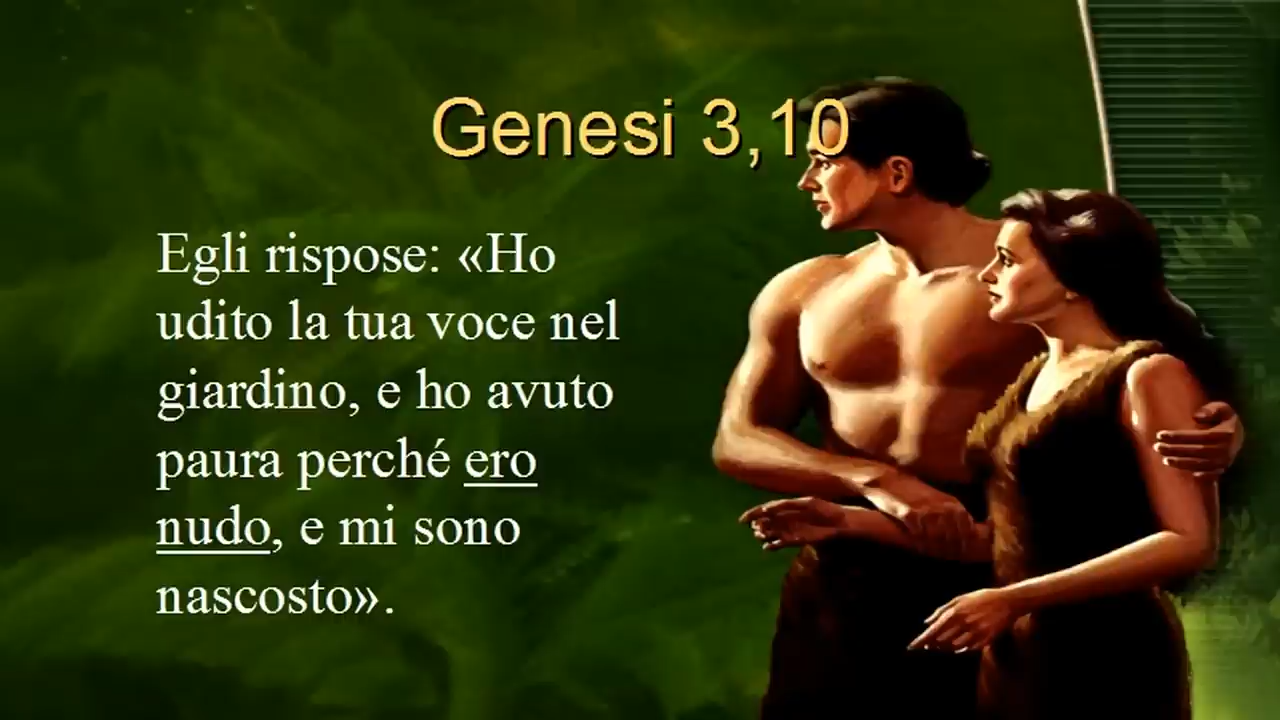 Genesi 3,10
Egli rispose: «Ho
udito la tua voce nel
giardino, e ho avuto
paura perché ero
nudo, e mi sono
nascosto».